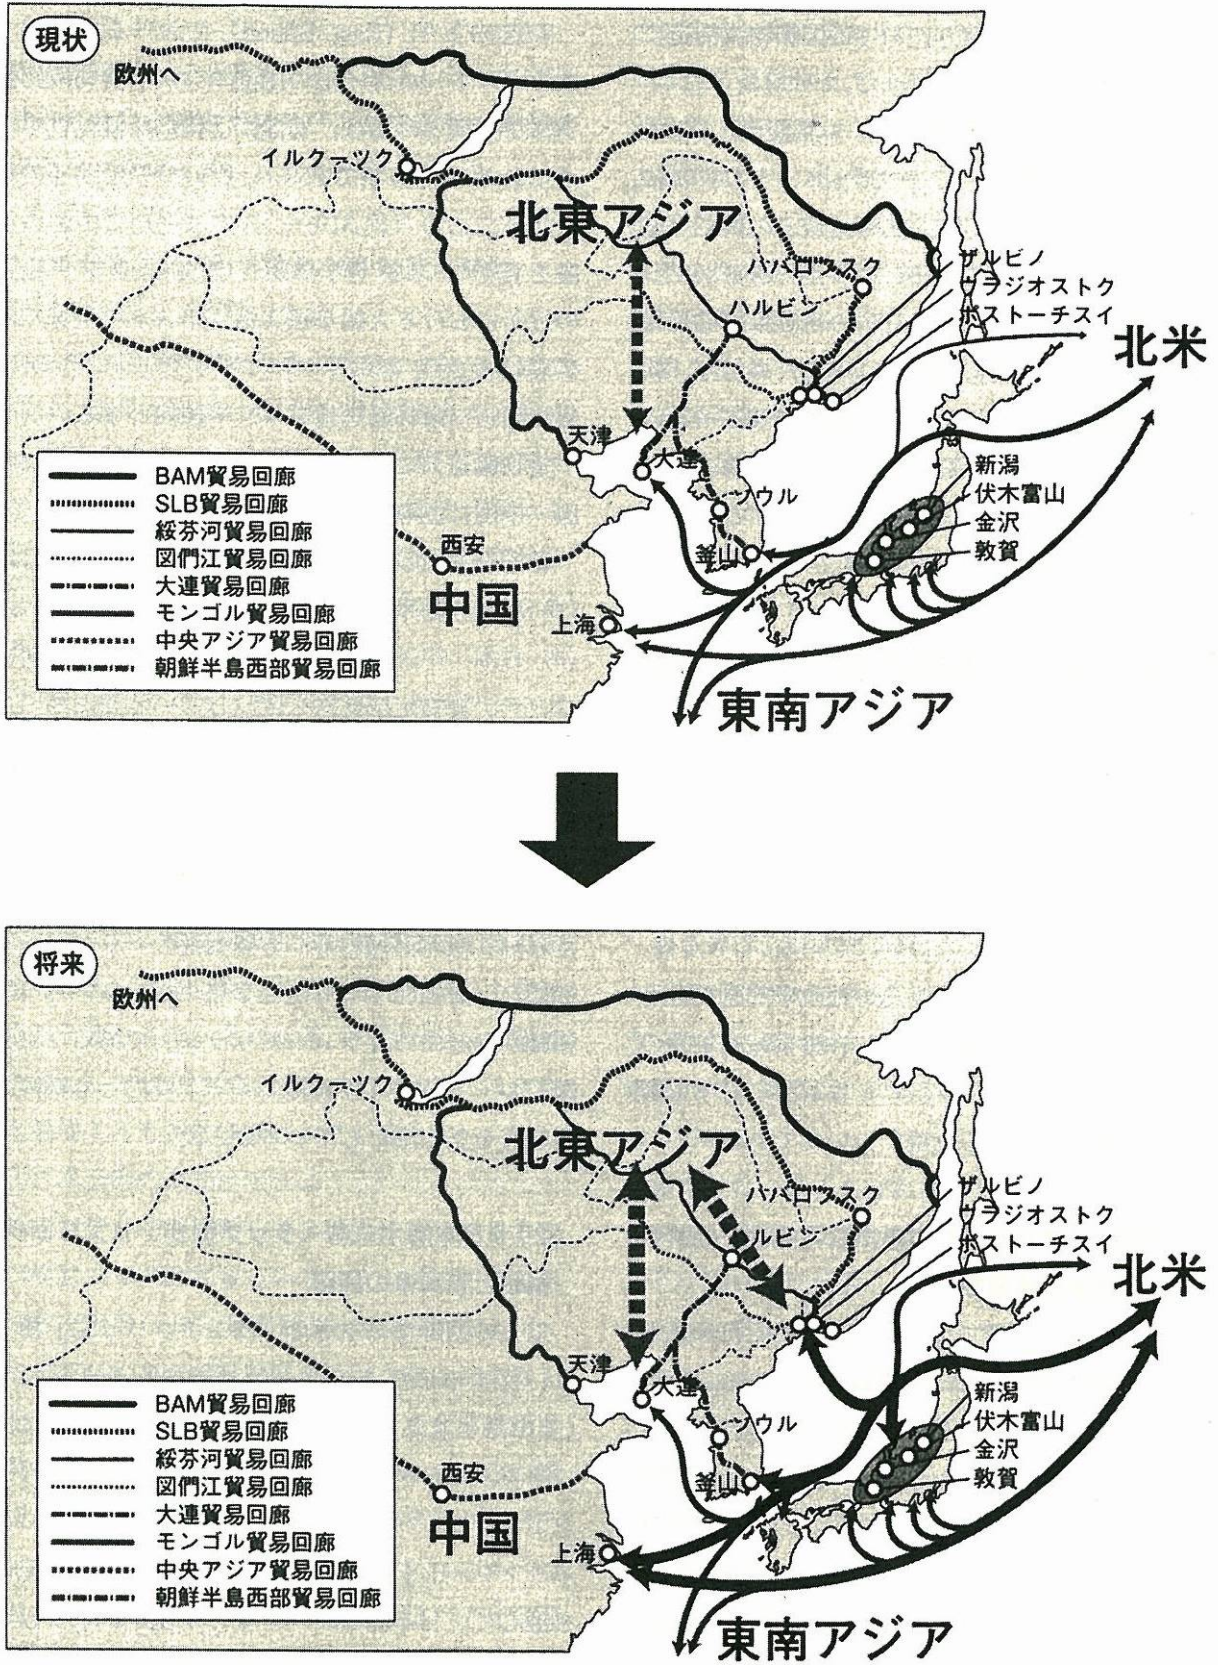 現状
欧州へ
イルクーツク
北東アジア
ハバロフスク
ハルビン
ザルビノ
ウラジオストク
ボストーチヌイ
北米
天津
大連
ソウル
釜山
新潟
伏木富山
金沢
敦賀
西安
中国
上海
東南アジア
BAM貿易回廊
SLB貿易回廊
綏芬河貿易回廊
図們江貿易回廊
大連貿易回廊
モンゴル貿易回廊
中央アジア貿易回廊
朝鮮半島西部貿易回廊
将来
欧州へ
イルクーツク
北東アジア
ハバロフスク
ルビン
ザルビノ
ウラジオストク
ボストーチヌイ
北米
天津
大連
ソウル
釜山
新潟
伏木富山
金沢
敦賀
西安
中国
上海
東南アジア
BAM貿易回廊
SLB貿易回廊
綏芬河貿易回廊
図們江貿易回廊
大連貿易回廊
モンゴル貿易回廊
中央アジア貿易回廊
朝鮮半島西部貿易回廊